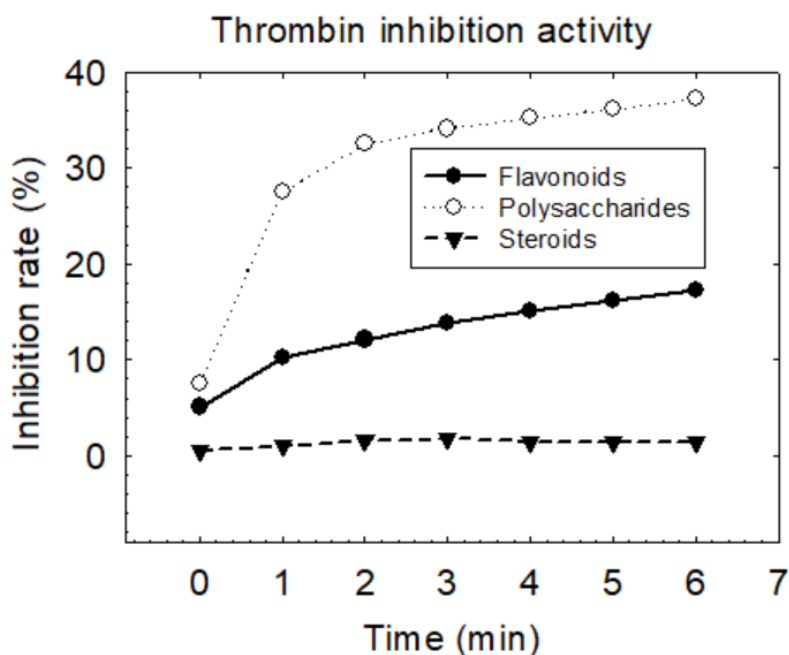 Thrombin inhibition activity
40
30
20
10
0
Inhibition rate (%)
Flavonoids
Polysaccharides
Steroids
0 1 2 3 4 5 6 7
Time (min)